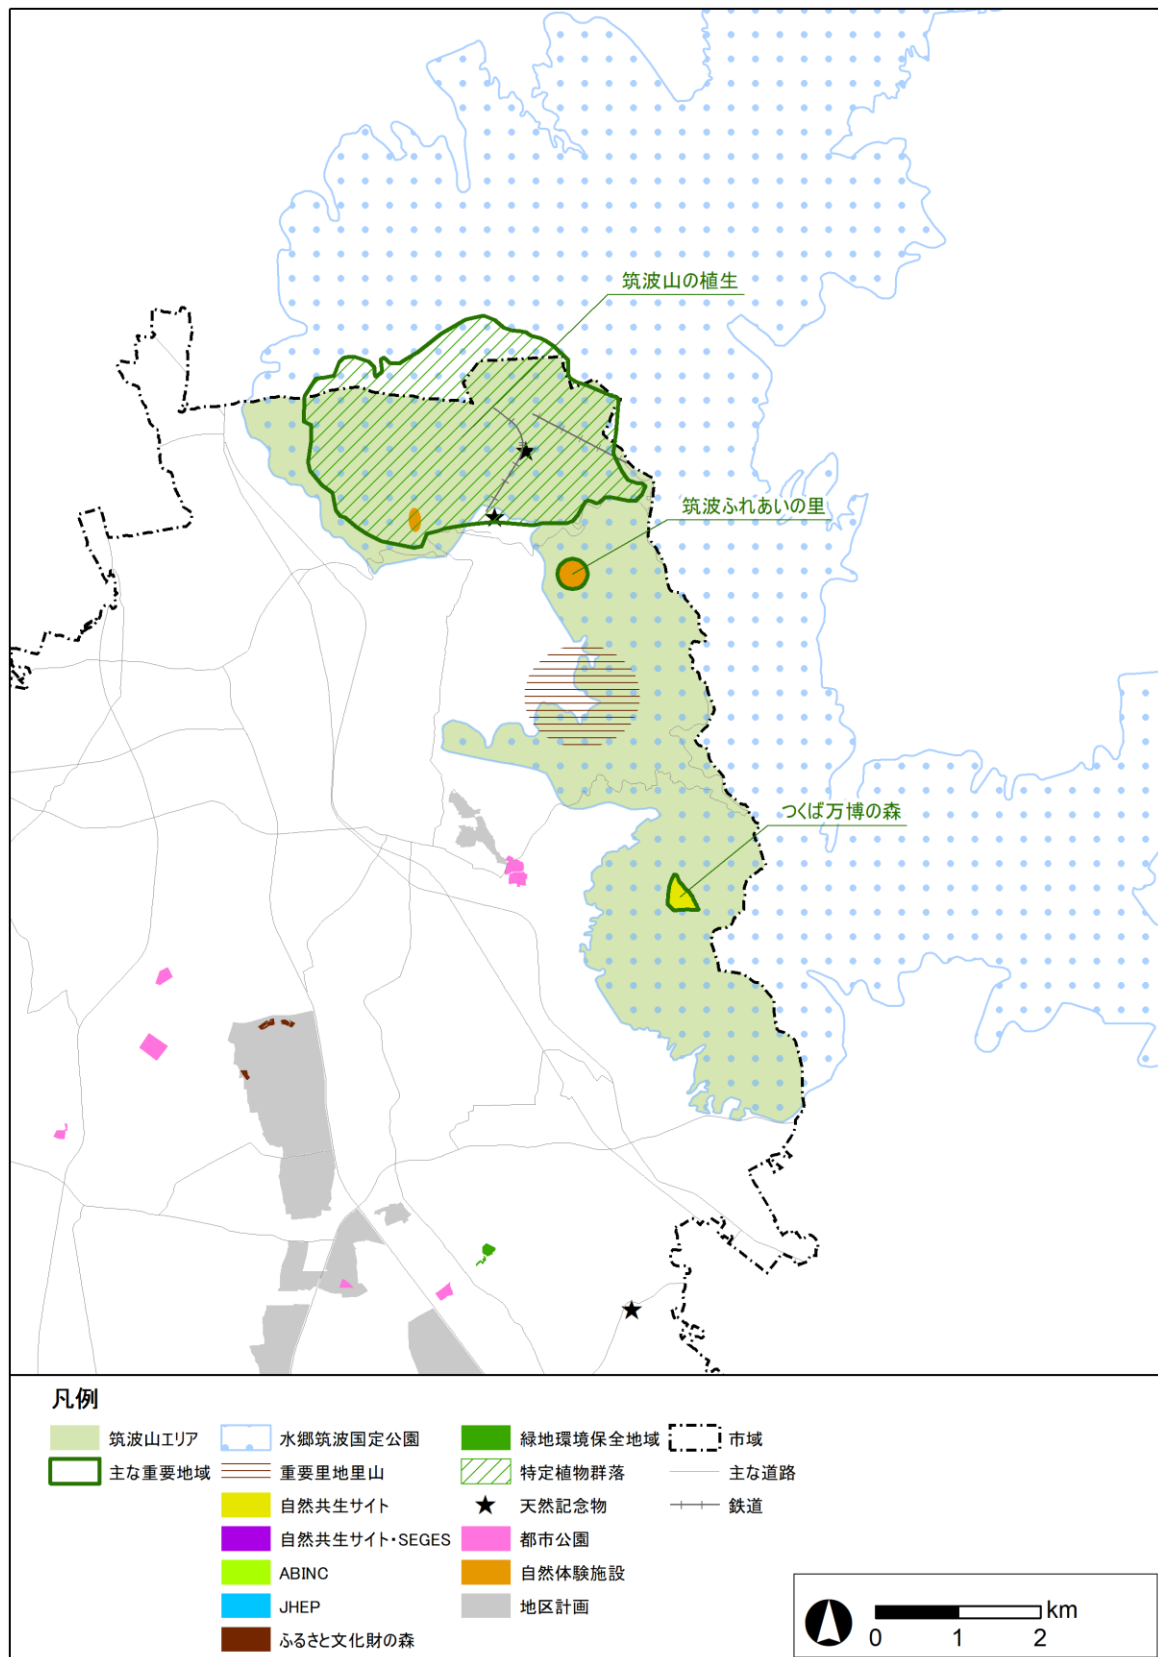 筑波山の植生
筑波ふれあいの里
つくば万博の森
凡例
筑波山エリア
主な重要地域
水郷筑波国定公園
重要里地里山
自然共生サイト
自然共生サイト・SEGES
ABINC
JHEP
ふるさと文化財の森
緑地環境保全地域
特定植物群落
天然記念物
都市公園
自然体験施設
地区計画
市域
主な道路
鉄道
km
0 1 2